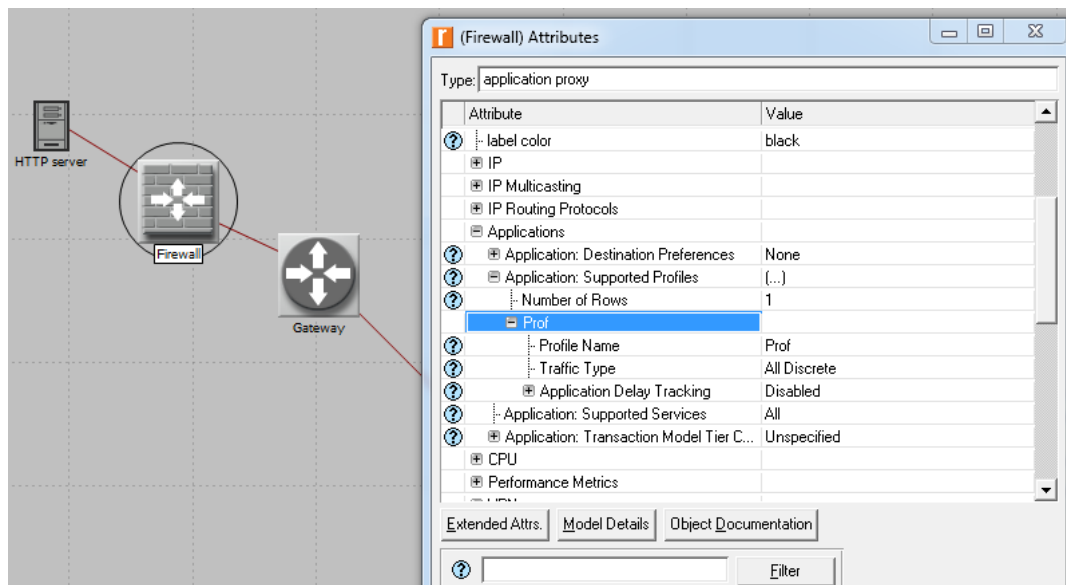 HTTP server
Firewall
Gateway
(Firewall) Attributes
Type: application proxy
Attribute Value
label color black
IP
IP Multicasting
IP Routing Protocols
Applications
Application: Destination Preferences None
Application: Supported Profiles (...)
Number of Rows 1
Prof
Profile Name Prof
Traffic Type All Discrete
Application Delay Tracking Disabled
Application: Supported Services All
Application: Transaction Model Tier C... Unspecified
CPU
Performance Metrics
Extended Attrs. Model Details Object Documentation
Filter